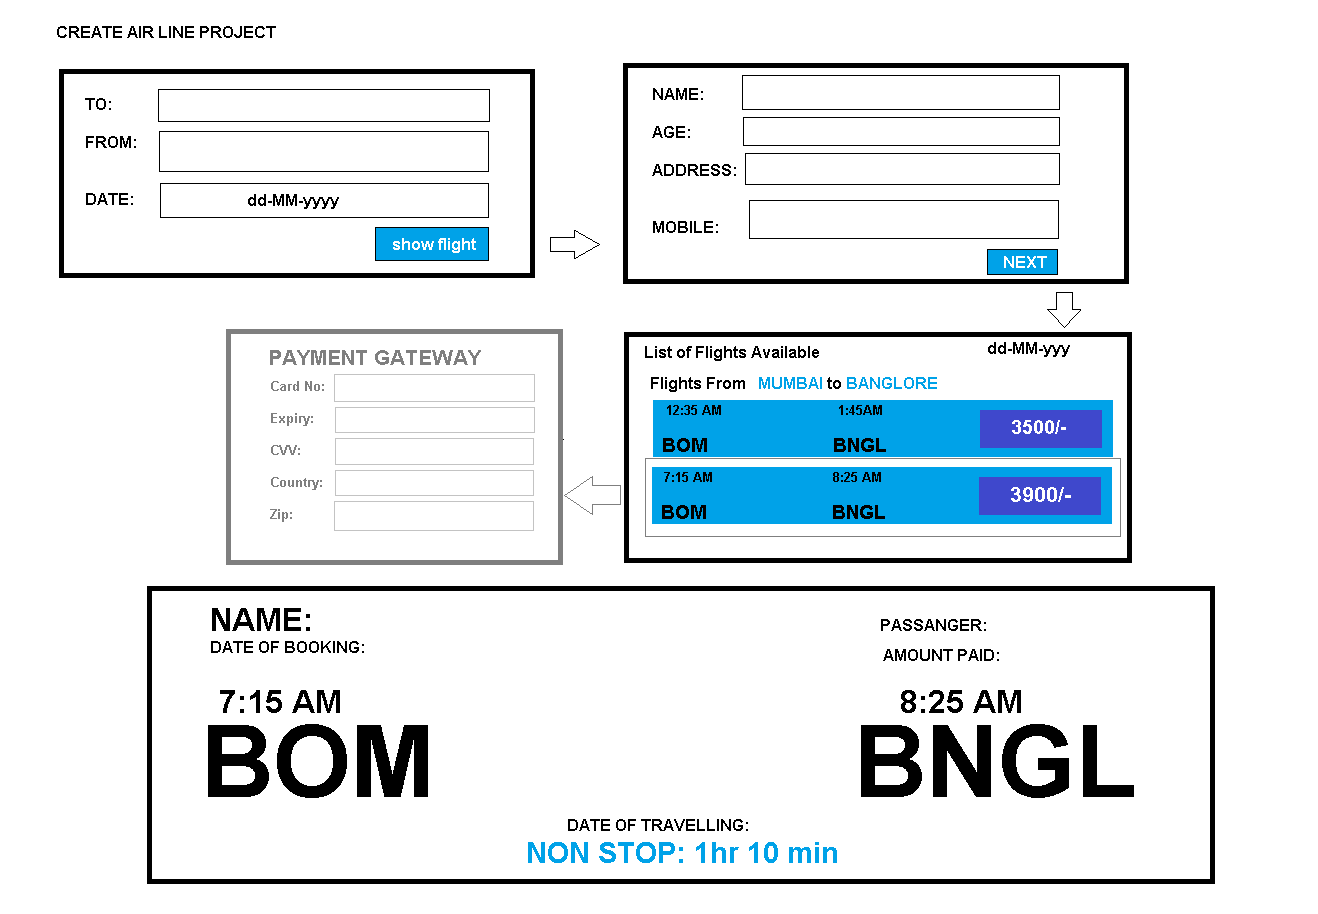 CREATE AIR LINE PROJECT
TO:
FROM:
DATE: dd-MM-yyyy
show flight
NAME:
AGE:
ADDRESS:
MOBILE:
NEXT
List of Flights Available dd-MM-yyy
Flights From MUMBAI to BANGLORE
12:35 AM 1:45AM
BOM BNGL 3500/-
7:15 AM 8:25 AM
BOM BNGL 3900/-
PAYMENT GATEWAY
Card No:
Expiry:
CVV:
Country:
Zip:
NAME:
DATE OF BOOKING:
PASSANGER:
AMOUNT PAID:
7:15 AM 8:25 AM
BOM BNGL
DATE OF TRAVELLING:
NON STOP: 1hr 10 min